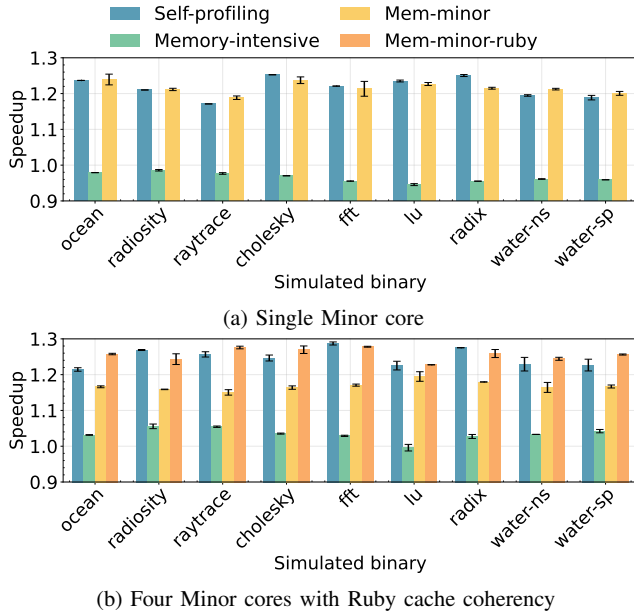 Self-profiling Mem-minor
Memory-intensive Mem-minor-ruby
1.3
1.2
1.1
1.0
0.9
Speedup
ocean
radiosity
raytrace
cholesky
fft
lu
radix
water-ns
water-sp
Simulated binary
(a) Single Minor core
1.3
1.2
1.1
1.0
0.9
Speedup
ocean
radiosity
raytrace
cholesky
fft
lu
radix
water-ns
water-sp
Simulated binary
(b) Four Minor cores with Ruby cache coherency